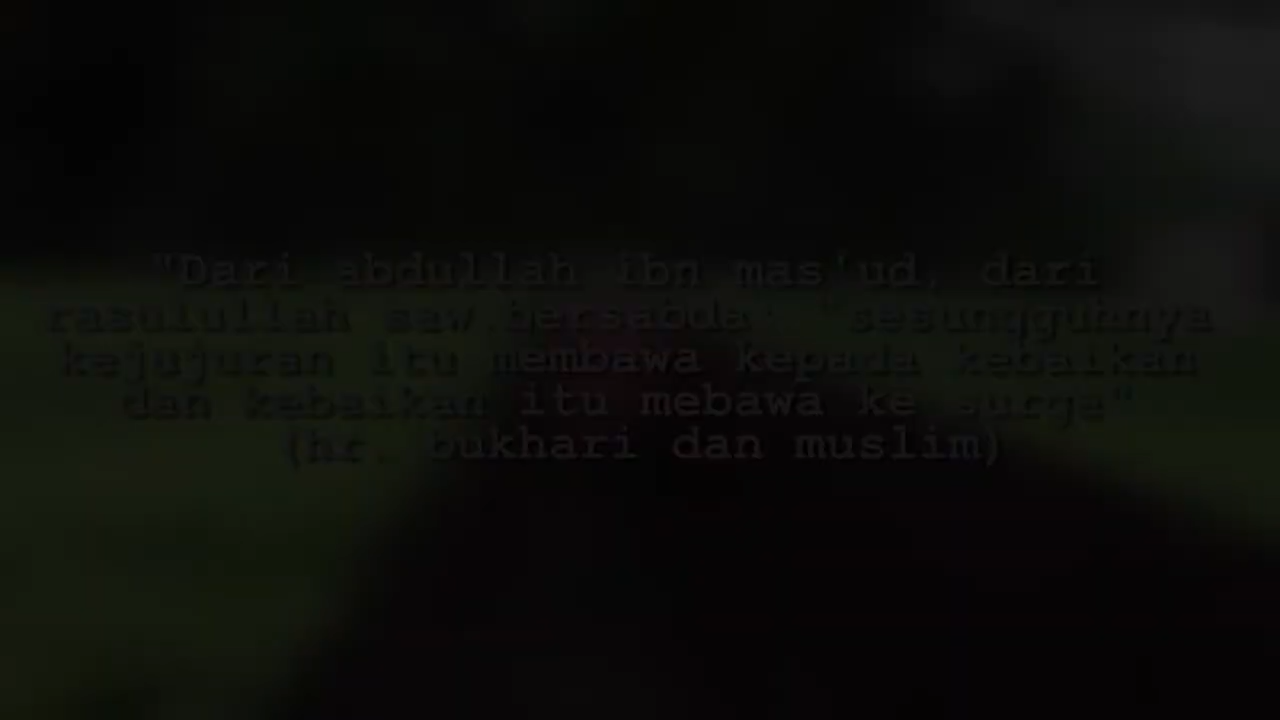 "Dari abdullah ibn mas'ud, dari
rasulullah saw bersabda: "sesungguhnya
kejujuran itu membawa kepada kebaikan
dan kebaikan itu mebawa ke surga"
(hr. bukhari dan muslim)